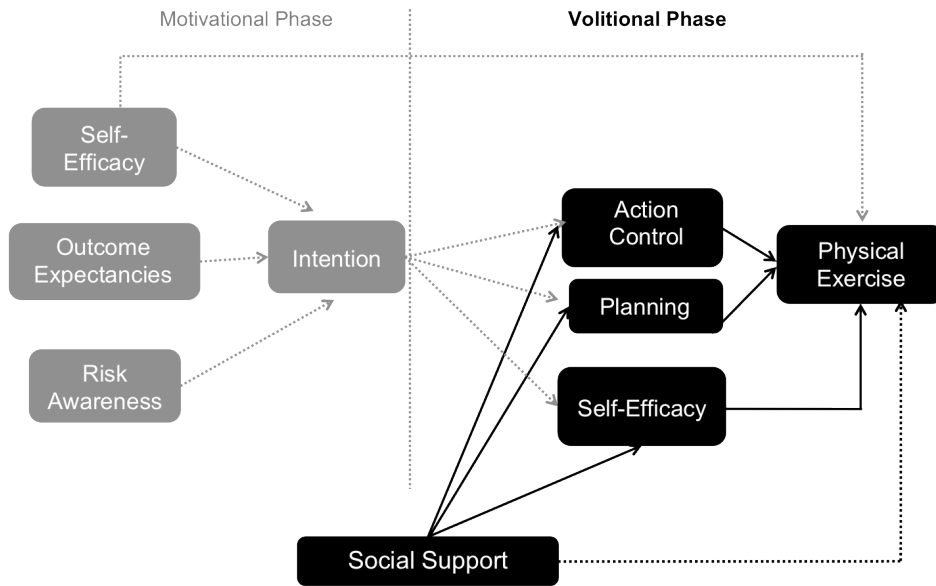 Motivational Phase
Volitional Phase
Self-
Efficacy
Outcome
Expectancies
Risk
Awareness
Intention
Action
Control
Planning
Self-Efficacy
Physical
Exercise
Social Support